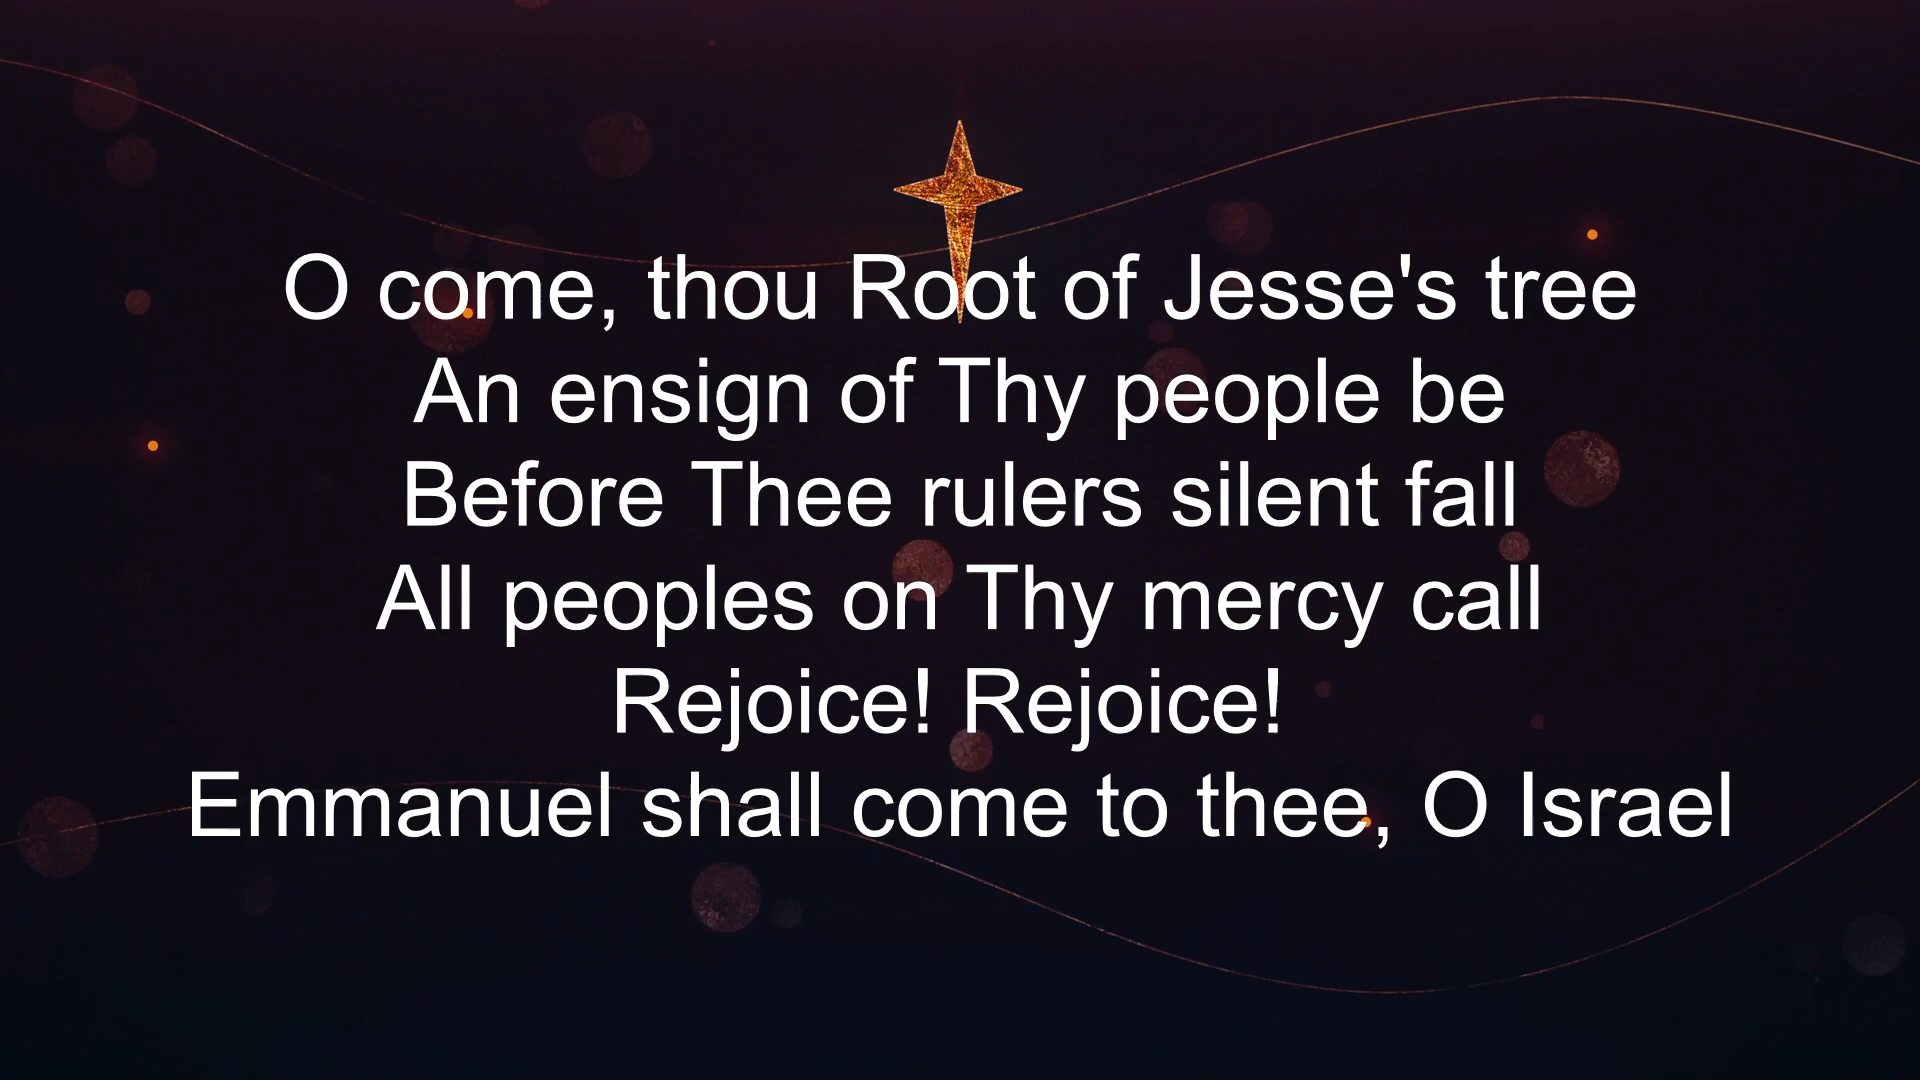 O come, thou Root of Jesse's tree
An ensign of Thy people be
Before Thee rulers silent fall
All peoples on Thy mercy call
Rejoice! Rejoice!
Emmanuel shall come to thee, O Israel